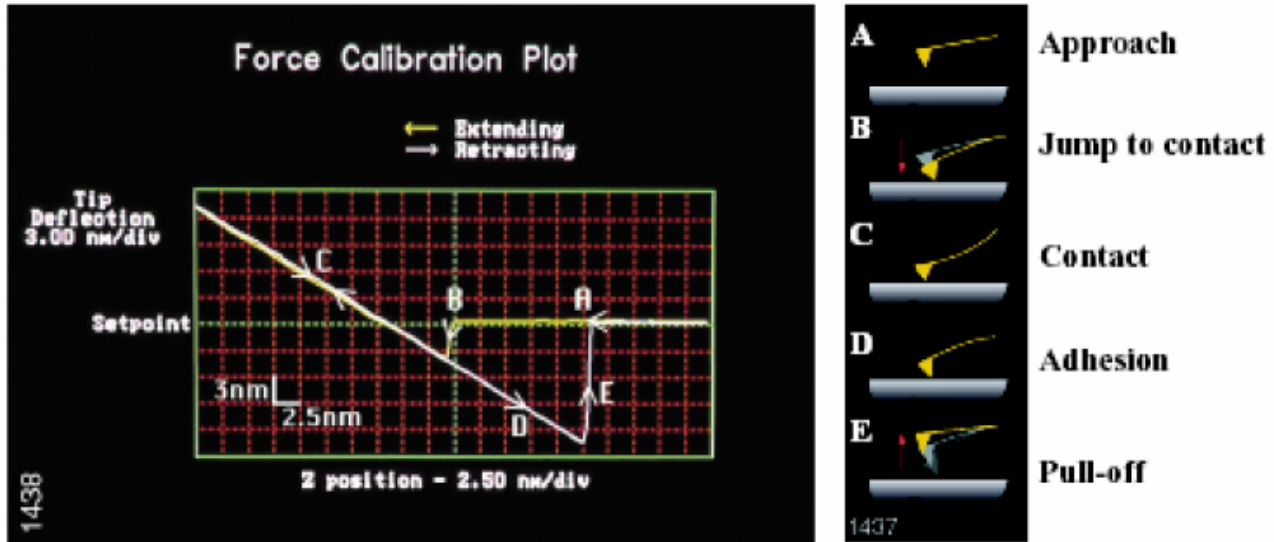 Force Calibration Plot
Extending
Retracting
Tip
Deflection
3.00 nm/div
Setpoint
C
B
A
D
E
3nm
2.5nm
Z position - 2.50 nm/div
1438
A
Approach
B
Jump to contact
C
Contact
D
Adhesion
E
Pull-off
1437